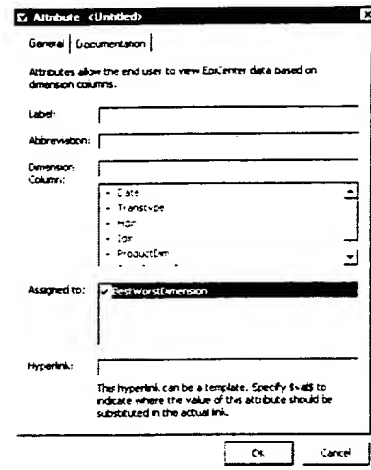 Attribute <Untitled>
General Documentation
Attributes allow the end user to view EpiCenter data based on
dimension columns.
Label:
Abbreviation:
Dimension
Column:
Date
Transtype
ProductDim
Assigned to:
BestWorstDimension
Hyperlink:
This hyperlink can be a template. Specify $val$ to
indicate where the value of this attribute should be
substituted in the actual link.
OK Cancel